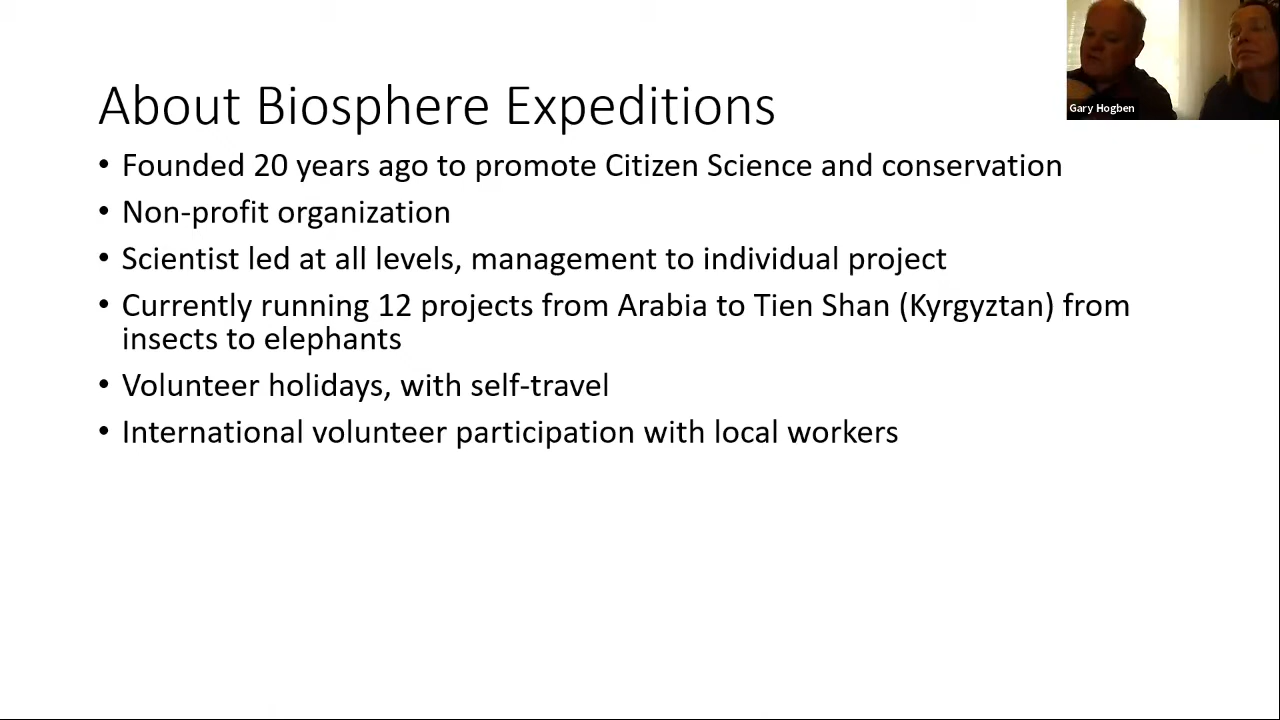 About Biosphere Expeditions
• Founded 20 years ago to promote Citizen Science and conservation
• Non-profit organization
• Scientist led at all levels, management to individual project
• Currently running 12 projects from Arabia to Tien Shan (Kyrgyztan) from
insects to elephants
• Volunteer holidays, with self-travel
• International volunteer participation with local workers
Gary Hogben